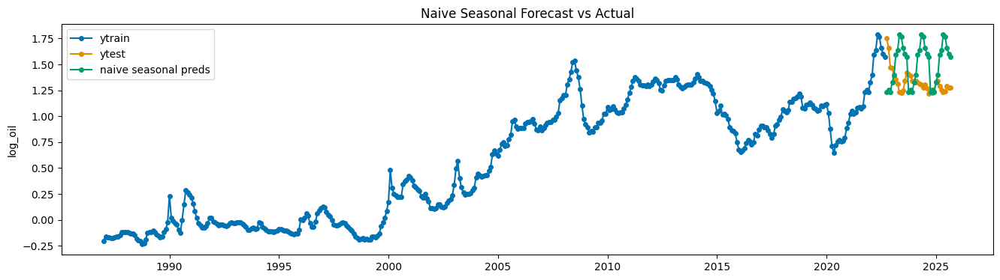 Naive Seasonal Forecast vs Actual
ytrain
ytest
naive seasonal preds
log_oil
1.75
1.50
1.25
1.00
0.75
0.50
0.25
0.00
−0.25
1990 1995 2000 2005 2010 2015 2020 2025